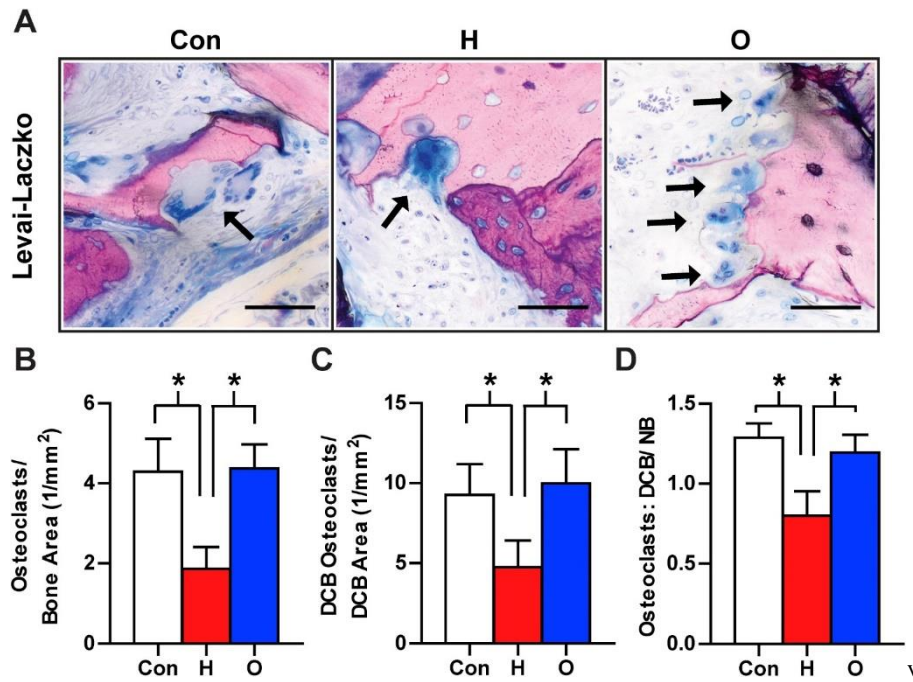 A
Con H O
Levai-Laczko
B
Osteoclasts/
Bone Area (1/mm²)
6
4
2
0
* *
Con H O
C
DCB Osteoclasts/
DCB Area (1/mm²)
15
10
5
0
* *
Con H O
D
Osteoclasts: DCB/ NB
1.5
1.0
0.5
0.0
* *
Con H O